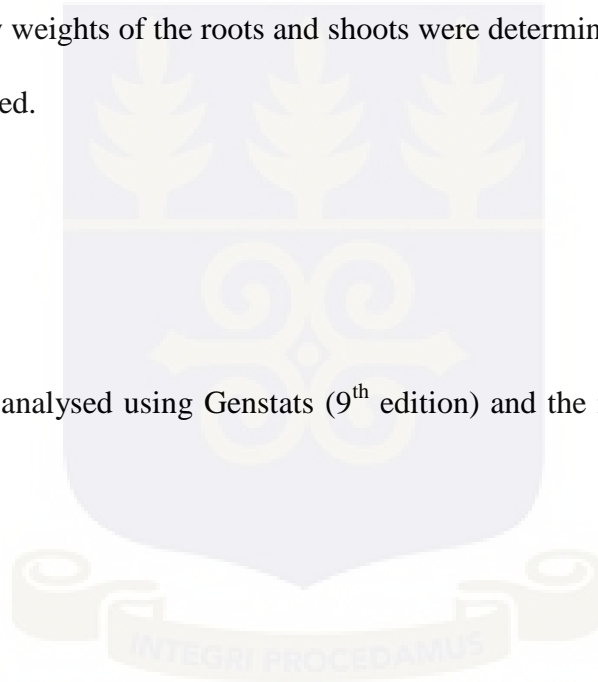 weights of the roots and shoots were determin
ed.
analysed using Genstats (9th edition) and the
INTEGRI PROCEDAMUS